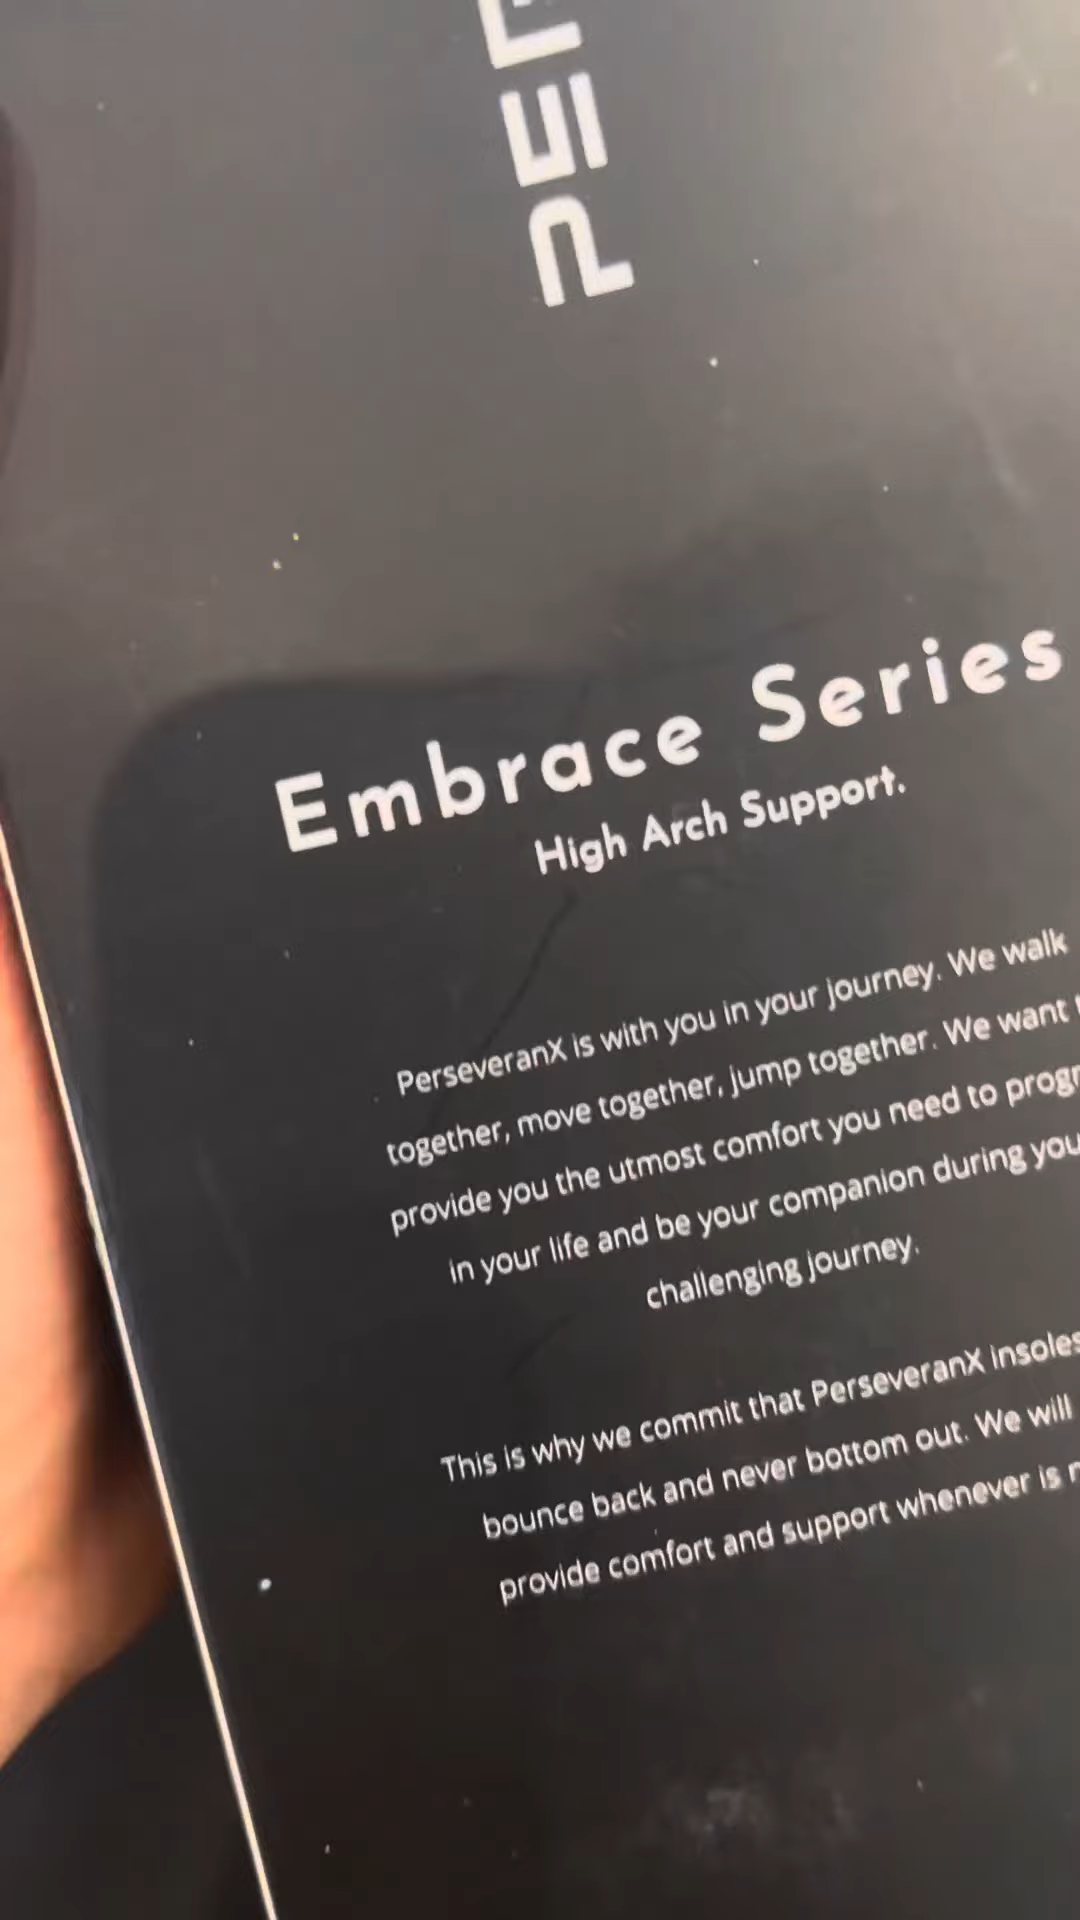 Embrace Series
High Arch Support.
PerseveranX is with you in your journey. We walk
together, move together, jump together. We want
provide you the utmost comfort you need to
in your life and be your companion during
challenging journey.
This is why we commit that PerseveranX insoles
bounce back and never bottom out. We will
provide comfort and support whenever is